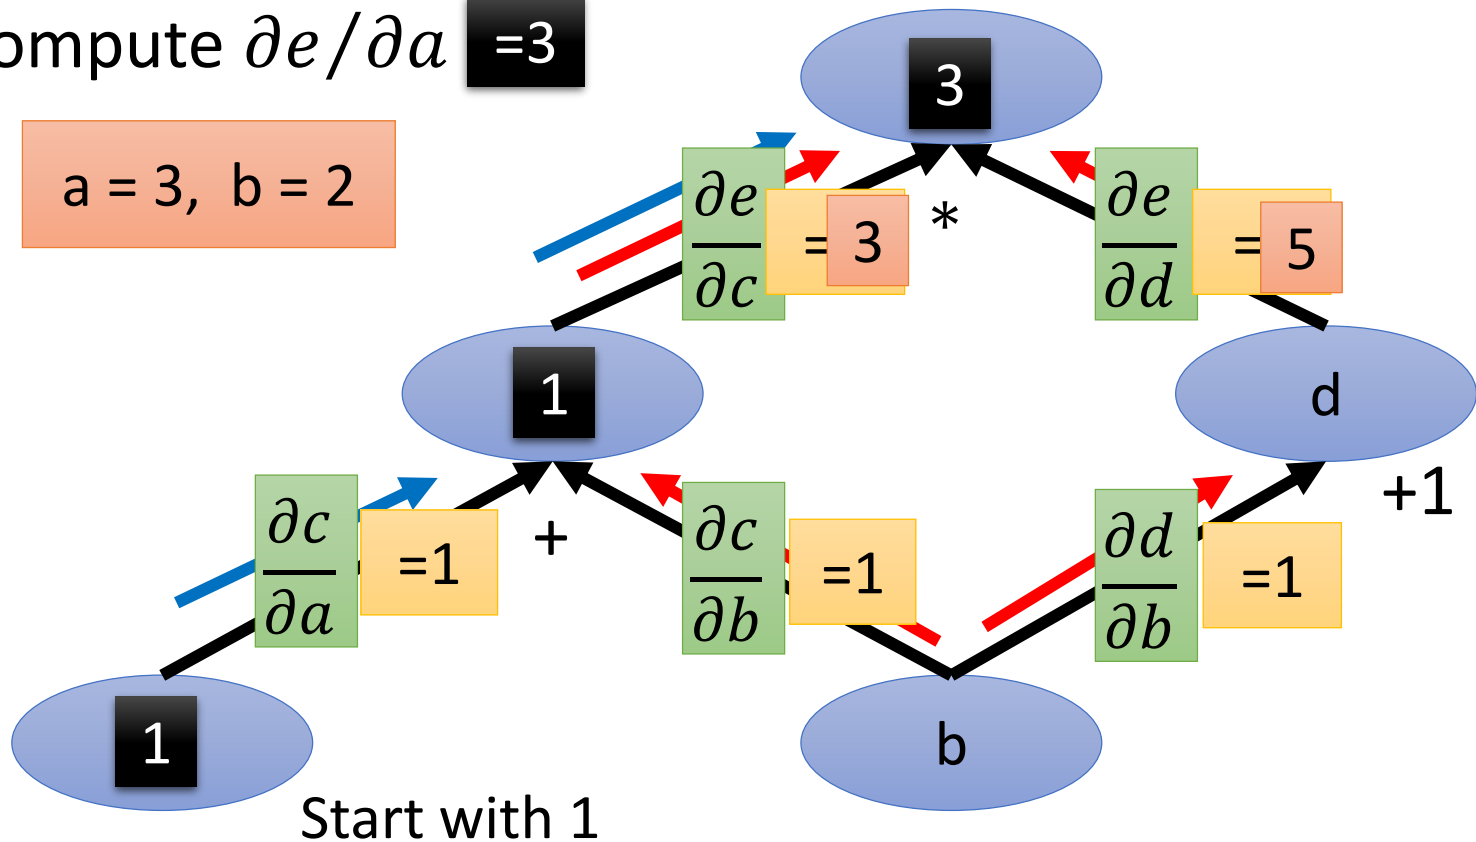 ompute ∂e/∂a =3
a = 3, b = 2
3
∂e/∂c = 3
*
∂e/∂d = 5
1
d
∂c/∂a =1
+
∂c/∂b =1
∂d/∂b =1
+1
1
b
Start with 1